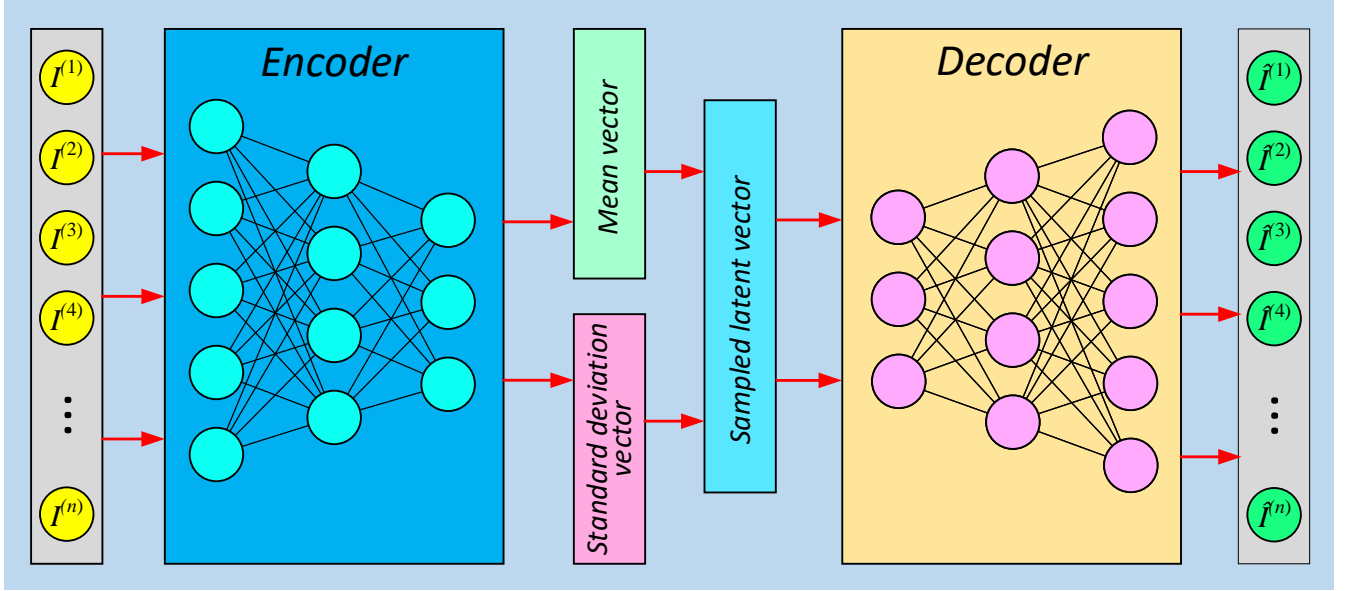 I^(1)
I^(2)
I^(3)
I^(4)
...
I^(n)
Encoder
Mean vector
Standard deviation
vector
Sampled latent vector
Decoder
Î^(1)
Î^(2)
Î^(3)
Î^(4)
...
Î^(n)